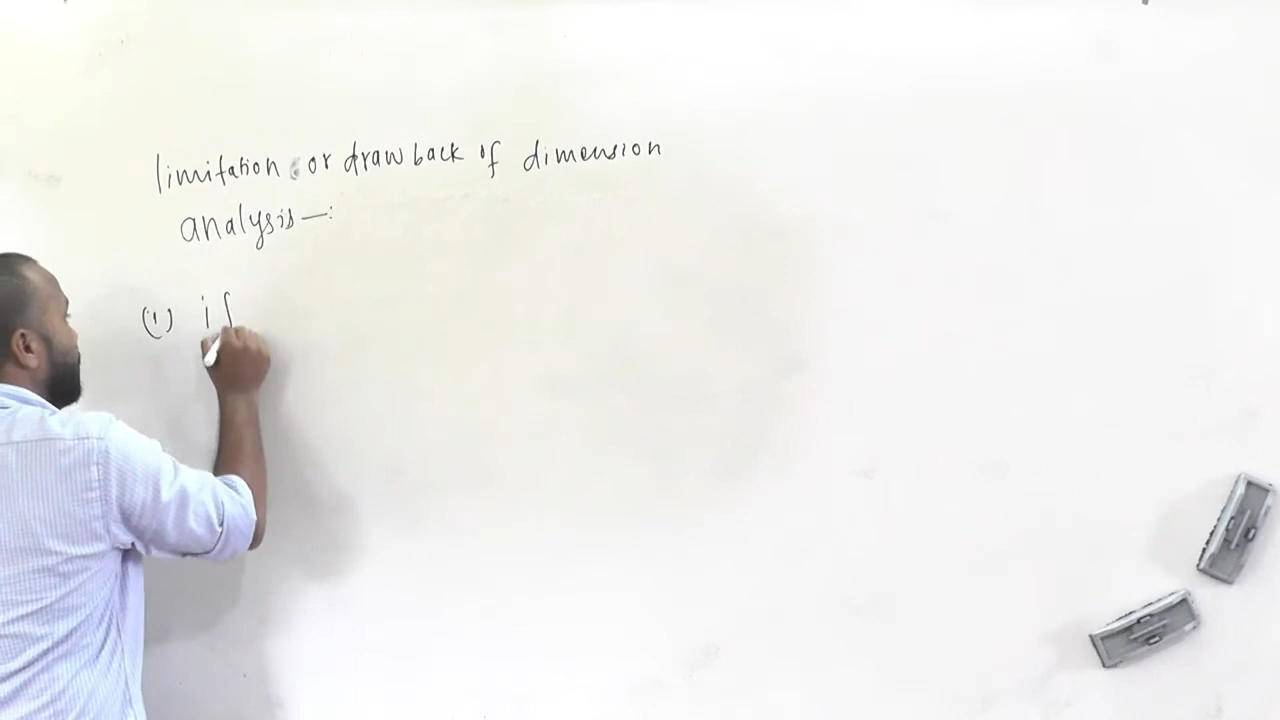 limitation or drawback of dimension
analysis —:
(1) if